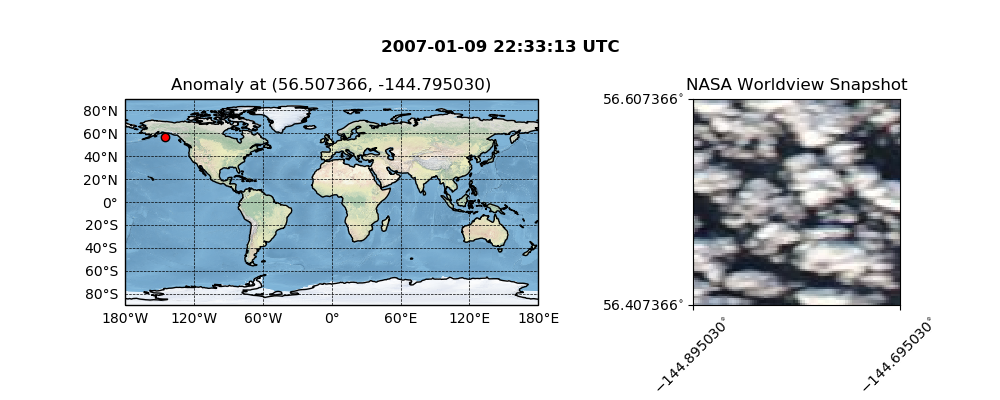 2007-01-09 22:33:13 UTC
Anomaly at (56.507366, -144.795030)
80°N
60°N
40°N
20°N
0°
20°S
40°S
60°S
80°S
180°W 120°W 60°W 0° 60°E 120°E 180°E
NASA Worldview Snapshot
56.607366°
56.407366°
−144.895030°
−144.695030°